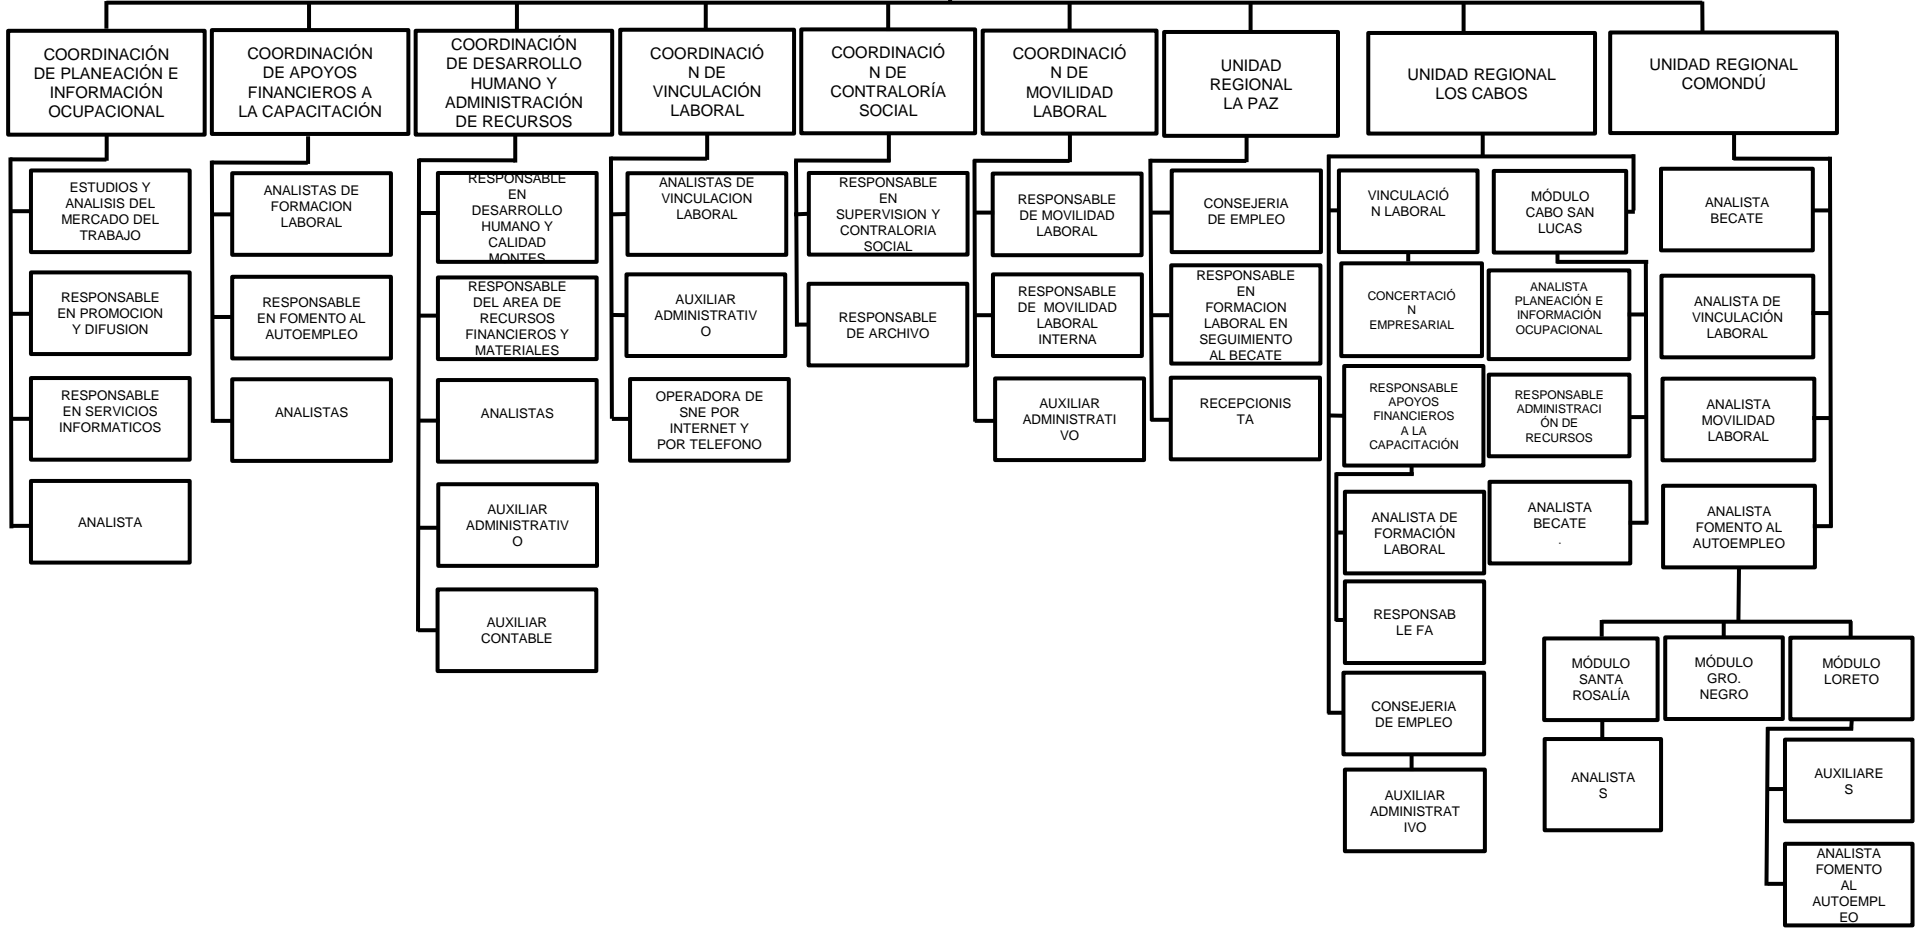 COORDINACIÓN
DE PLANEACIÓN E
INFORMACIÓN
OCUPACIONAL
COORDINACIÓN
DE APOYOS
FINANCIEROS A
LA CAPACITACIÓN
COORDINACIÓN
DE DESARROLLO
HUMANO Y
ADMINISTRACIÓN
DE RECURSOS
COORDINACIÓ
N DE
VINCULACIÓN
LABORAL
COORDINACIÓ
N DE
CONTRALORÍA
SOCIAL
COORDINACIÓ
N DE
MOVILIDAD
LABORAL
UNIDAD
REGIONAL
LA PAZ
UNIDAD REGIONAL
LOS CABOS
UNIDAD REGIONAL
COMONDÚ
ESTUDIOS Y
ANALISIS DEL
MERCADO DEL
TRABAJO
RESPONSABLE
EN PROMOCION
Y DIFUSION
RESPONSABLE
EN SERVICIOS
INFORMATICOS
ANALISTA
ANALISTAS DE
FORMACION
LABORAL
RESPONSABLE
EN FOMENTO AL
AUTOEMPLEO
ANALISTAS
RESPONSABLE
EN
DESARROLLO
HUMANO Y
CALIDAD
MONTES
RESPONSABLE
DEL AREA DE
RECURSOS
FINANCIEROS Y
MATERIALES
ANALISTAS
AUXILIAR
ADMINISTRATIV
O
AUXILIAR
CONTABLE
ANALISTAS DE
VINCULACION
LABORAL
AUXILIAR
ADMINISTRATIV
O
OPERADORA DE
SNE POR
INTERNET Y
POR TELEFONO
RESPONSABLE
EN
SUPERVISION Y
CONTRALORIA
SOCIAL
RESPONSABLE
DE ARCHIVO
RESPONSABLE
DE MOVILIDAD
LABORAL
RESPONSABLE
DE MOVILIDAD
LABORAL
INTERNA
AUXILIAR
ADMINISTRATI
VO
CONSEJERIA
DE EMPLEO
RESPONSABLE
EN
FORMACION
LABORAL EN
SEGUIMIENTO
AL BECATE
RECEPCIONIS
TA
VINCULACIÓ
N LABORAL
CONCERTACIÓ
N
EMPRESARIAL
RESPONSABLE
APOYOS
FINANCIEROS
A LA
CAPACITACIÓN
ANALISTA DE
FORMACIÓN
LABORAL
RESPONSAB
LE FA
CONSEJERIA
DE EMPLEO
AUXILIAR
ADMINISTRAT
IVO
MÓDULO
CABO SAN
LUCAS
ANALISTA
PLANEACIÓN E
INFORMACIÓN
OCUPACIONAL
RESPONSABLE
ADMINISTRACI
ÓN DE
RECURSOS
ANALISTA
BECATE
.
ANALISTA
BECATE
ANALISTA DE
VINCULACIÓN
LABORAL
ANALISTA
MOVILIDAD
LABORAL
ANALISTA
FOMENTO AL
AUTOEMPLEO
MÓDULO
SANTA
ROSALÍA
ANALISTA
S
MÓDULO
GRO.
NEGRO
MÓDULO
LORETO
AUXILIARE
S
ANALISTA
FOMENTO
AL
AUTOEMPL
EO